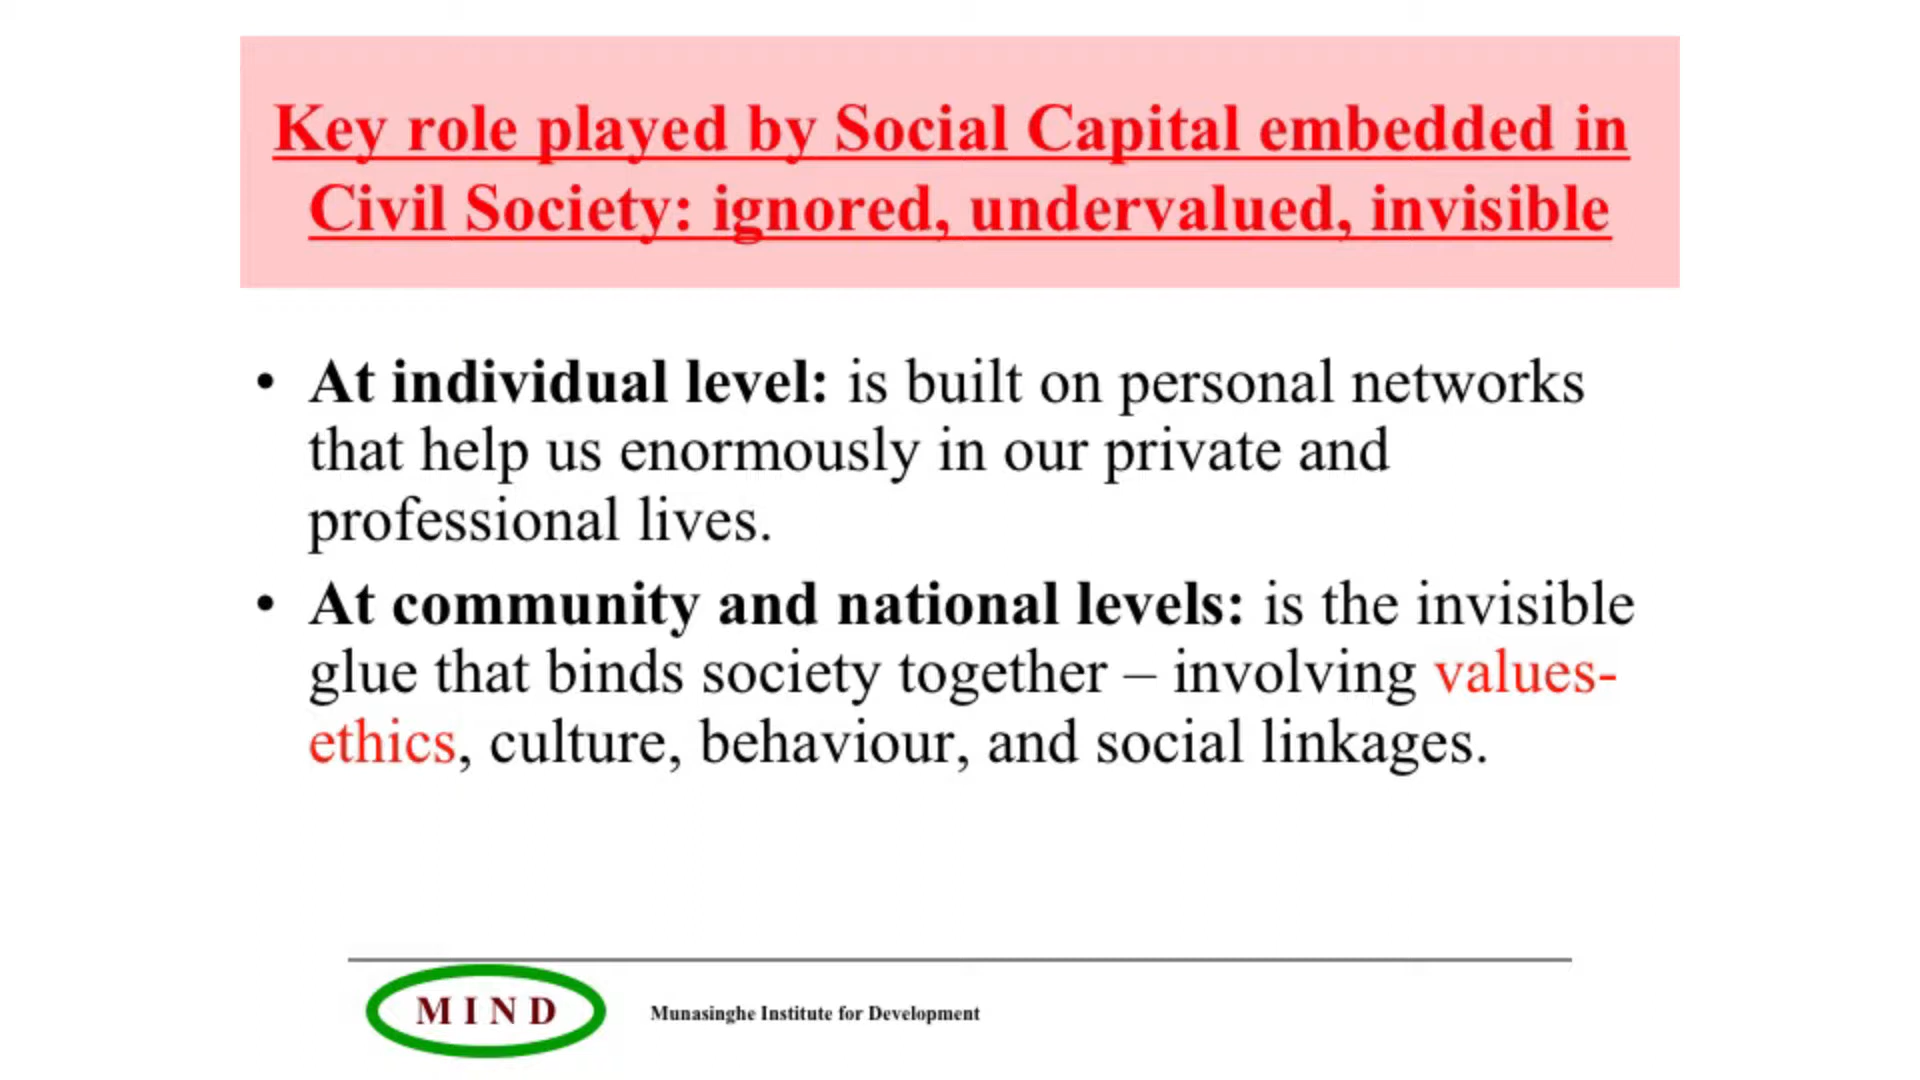 Key role played by Social Capital embedded in
Civil Society: ignored, undervalued, invisible
• At individual level: is built on personal networks
that help us enormously in our private and
professional lives.
• At community and national levels: is the invisible
glue that binds society together – involving values-
ethics, culture, behaviour, and social linkages.
M I N D
Munasinghe Institute for Development